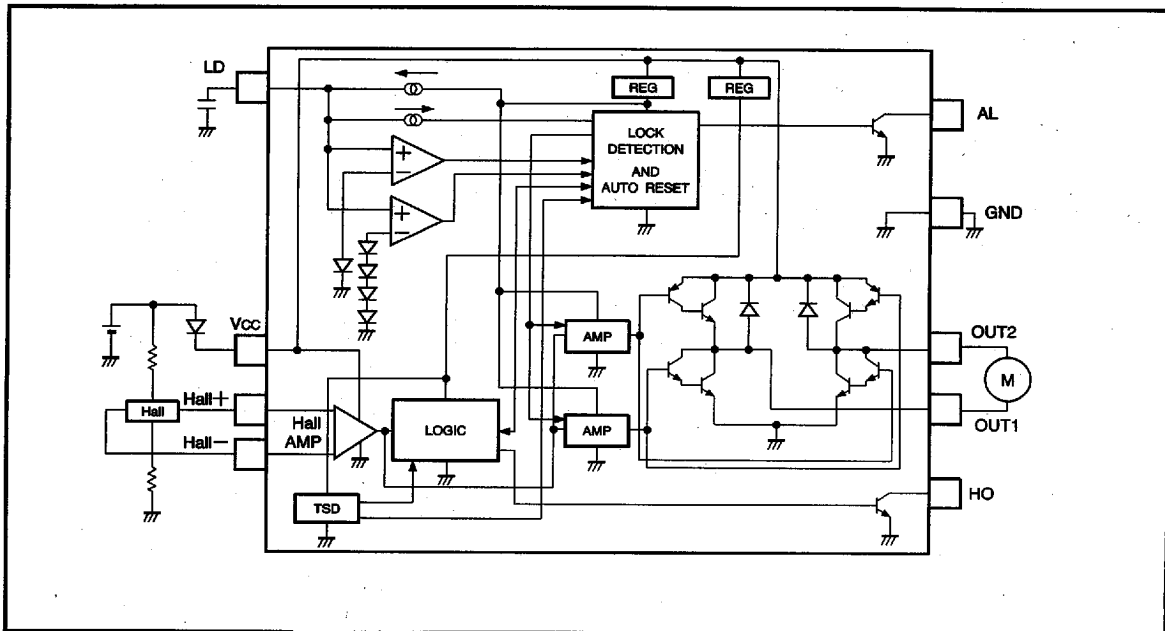 LD
REG
REG
AL
LOCK
DETECTION
AND
AUTO RESET
+
−
+
−
GND
VCC
AMP
OUT2
M
Hall+
Hall
Hall−
Hall
AMP
LOGIC
AMP
OUT1
TSD
HO